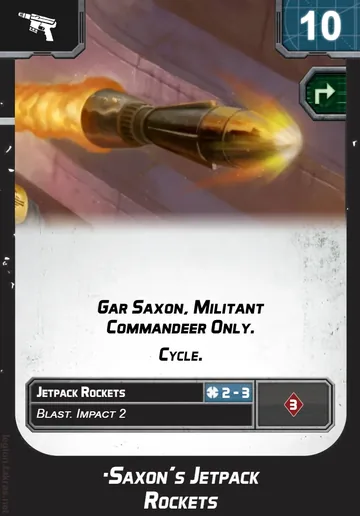 10
Gar Saxon, Militant
Commandeer Only.
Cycle.
Jetpack Rockets 2 - 3
Blast. Impact 2
3
•Saxon's Jetpack
Rockets